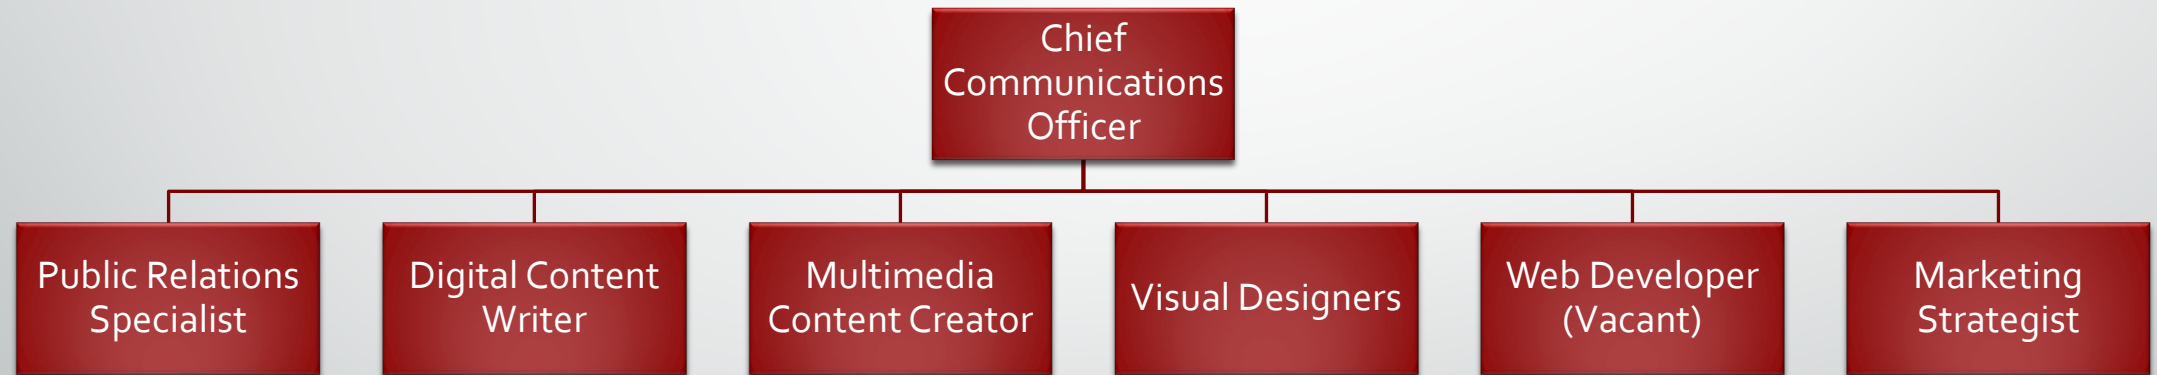 Chief
Communications
Officer
Public Relations
Specialist
Digital Content
Writer
Multimedia
Content Creator
Visual Designers
Web Developer
(Vacant)
Marketing
Strategist